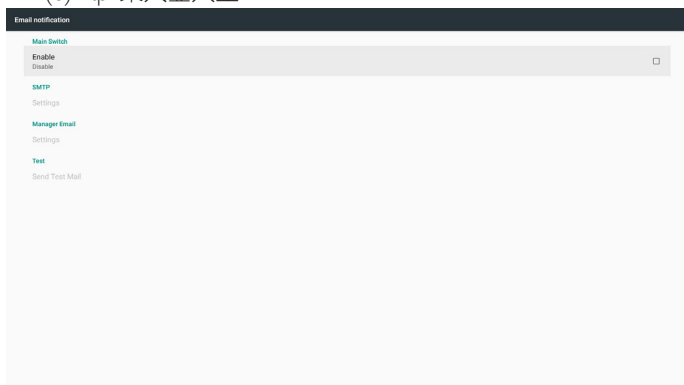 Email notification
Main Switch
Enable
Disable
SMTP
Settings
Manager Email
Settings
Test
Send Test Mail